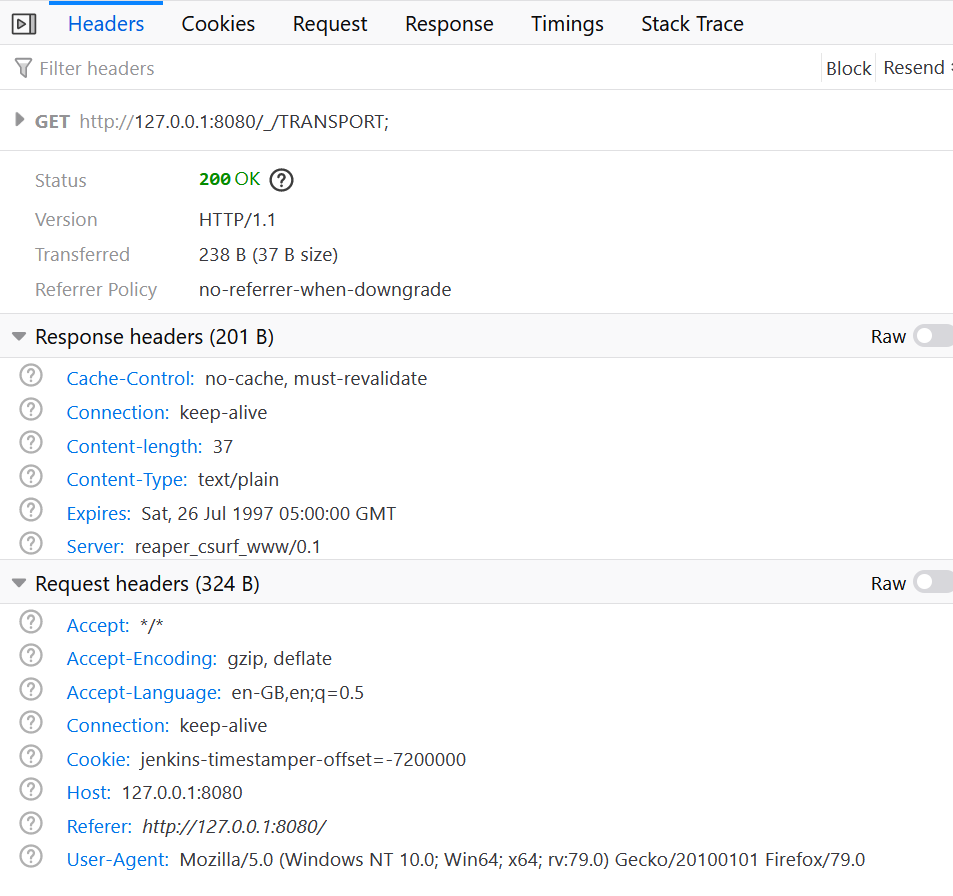 Headers Cookies Request Response Timings Stack Trace
Filter headers Block Resend
GET http://127.0.0.1:8080/_/TRANSPORT;
Status 200 OK ?
Version HTTP/1.1
Transferred 238 B (37 B size)
Referrer Policy no-referrer-when-downgrade
Response headers (201 B) Raw
? Cache-Control: no-cache, must-revalidate
? Connection: keep-alive
? Content-length: 37
? Content-Type: text/plain
? Expires: Sat, 26 Jul 1997 05:00:00 GMT
? Server: reaper_csurf_www/0.1
Request headers (324 B) Raw
? Accept: */*
? Accept-Encoding: gzip, deflate
? Accept-Language: en-GB,en;q=0.5
? Connection: keep-alive
? Cookie: jenkins-timestamper-offset=-7200000
? Host: 127.0.0.1:8080
? Referer: http://127.0.0.1:8080/
? User-Agent: Mozilla/5.0 (Windows NT 10.0; Win64; x64; rv:79.0) Gecko/20100101 Firefox/79.0